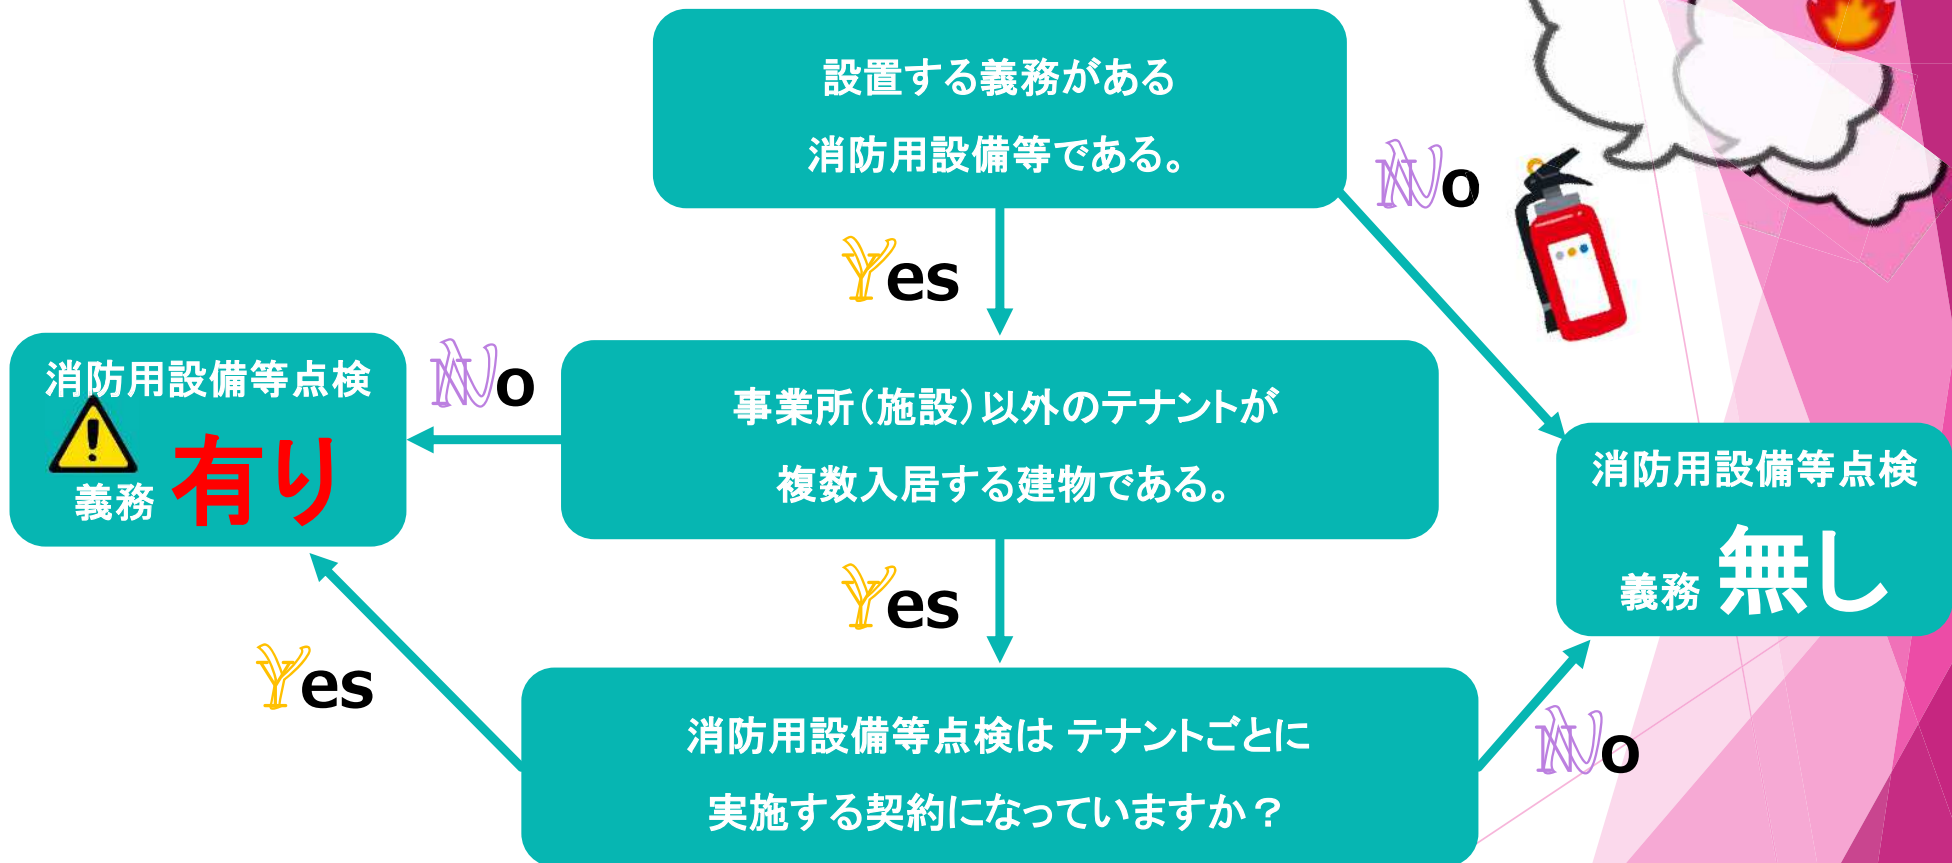 設置する義務がある
消防用設備等である。
No
Yes
消防用設備等点検
義務 有り
No
事業所（施設）以外のテナントが
複数入居する建物である。
消防用設備等点検
義務 無し
Yes
Yes
消防用設備等点検は テナントごとに
実施する契約になっていますか？
No